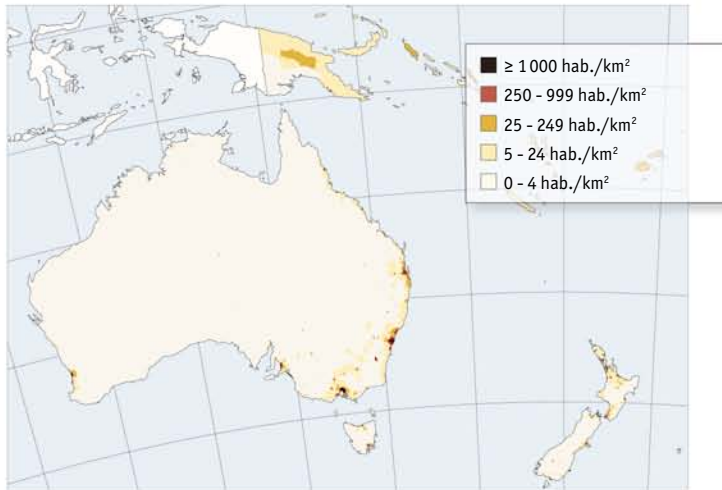 ≥ 1 000 hab./km²
250 - 999 hab./km²
25 - 249 hab./km²
5 - 24 hab./km²
0 - 4 hab./km²